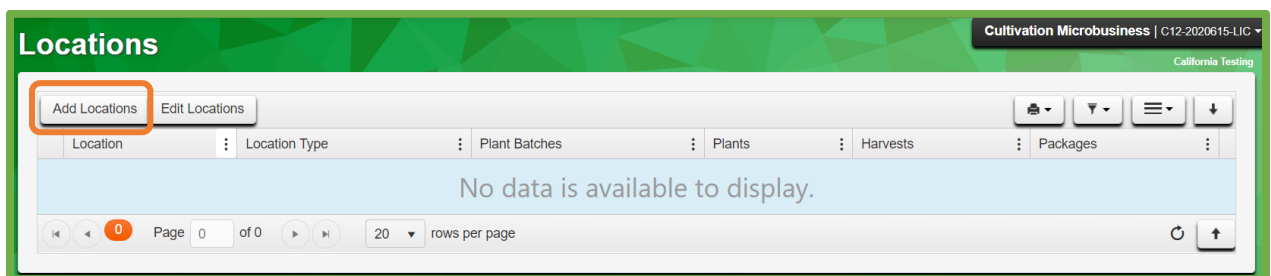 Locations
Cultivation Microbusiness | C12-2020615-LIC
California Testing
Add Locations Edit Locations
Location Location Type Plant Batches Plants Harvests Packages
No data is available to display.
0 Page 0 of 0 20 rows per page